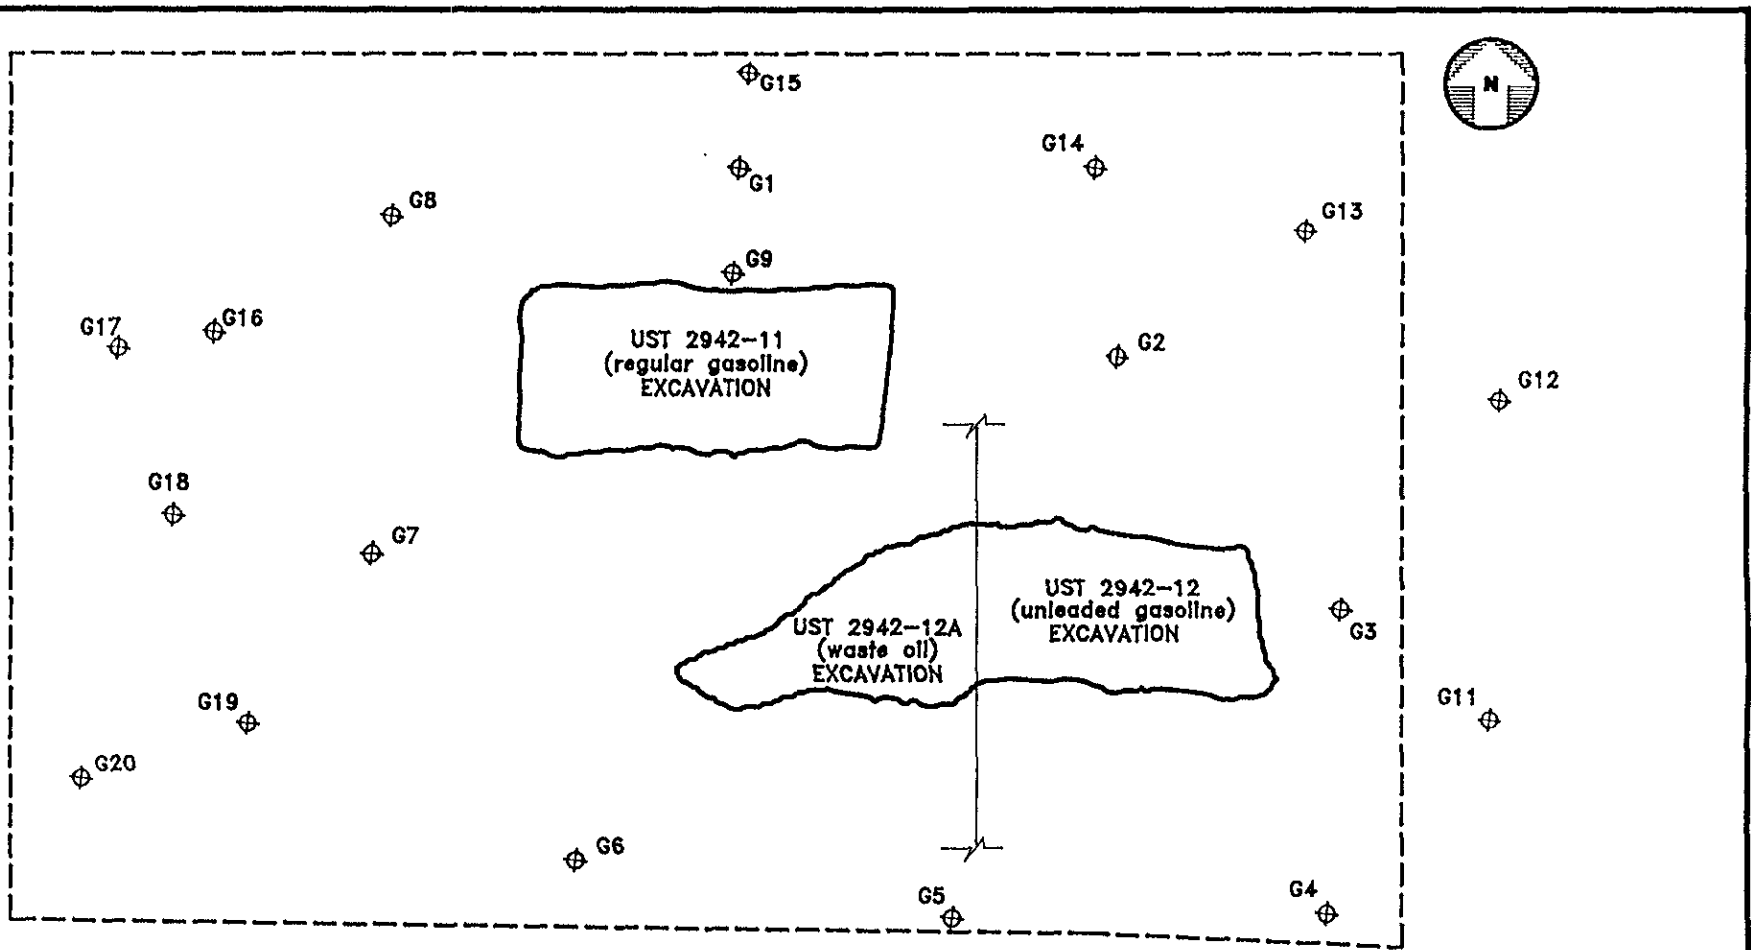 G15
N
G14
G1
G8
G13
G9
G17
G16
UST 2942-11
(regular gasoline)
EXCAVATION
G2
G12
G18
G7
UST 2942-12
(unleaded gasoline)
EXCAVATION
UST 2942-12A
(waste oil)
EXCAVATION
G3
G19
G11
G20
G6
G5
G4